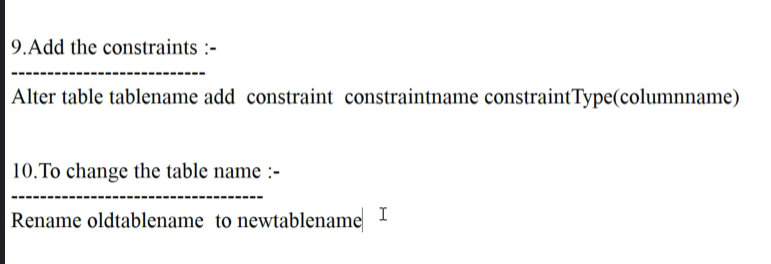 9.Add the constraints :-
---------------------------
Alter table tablename add  constraint  constraintname constraintType(columnname)
10.To change the table name :-
-----------------------------------
Rename oldtablename  to newtablename